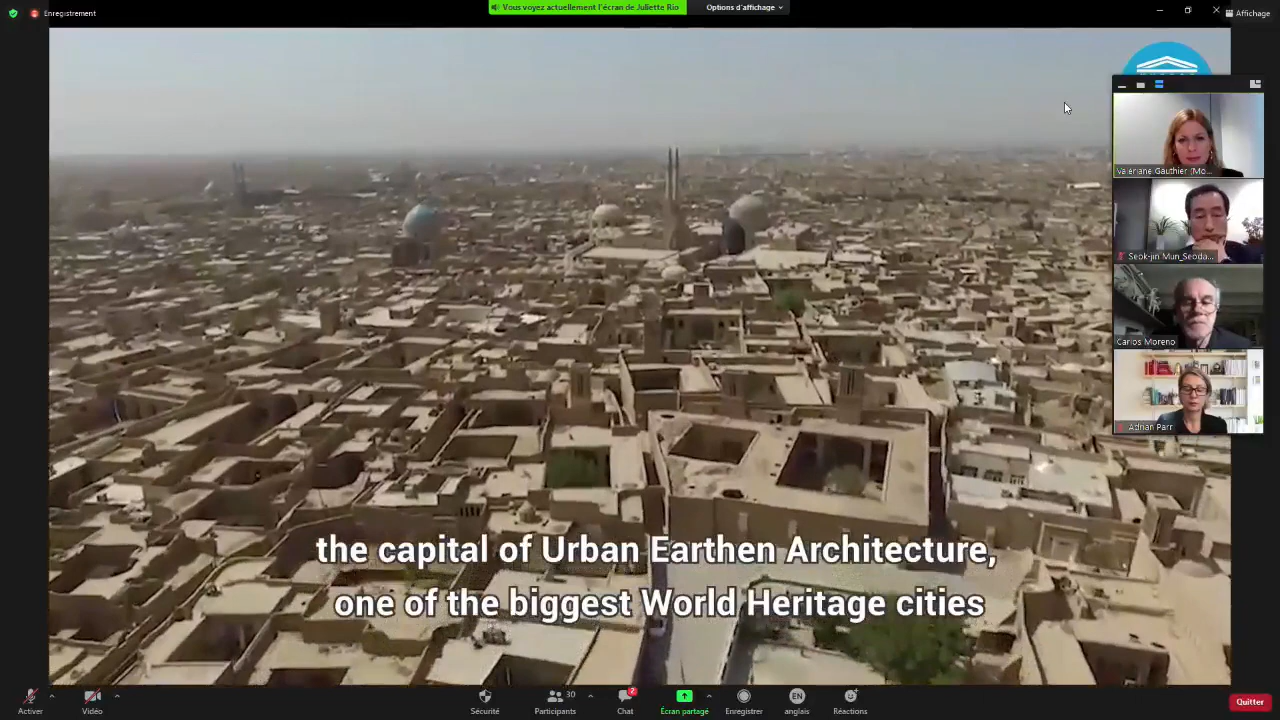 Enregistrement
Vous voyez actuellement l'écran de Juliette Rio
Options d'affichage
Affichage
Valériane Gauthier (Mo...
Seok-jin Mun_Seoda...
Carlos Moreno
Adrian Parr
the capital of Urban Earthen Architecture,
one of the biggest World Heritage cities
Activer
Vidéo
Sécurité
Participants
30
Chat
2
Écran partagé
Enregistrer
EN
anglais
Réactions
Quitter